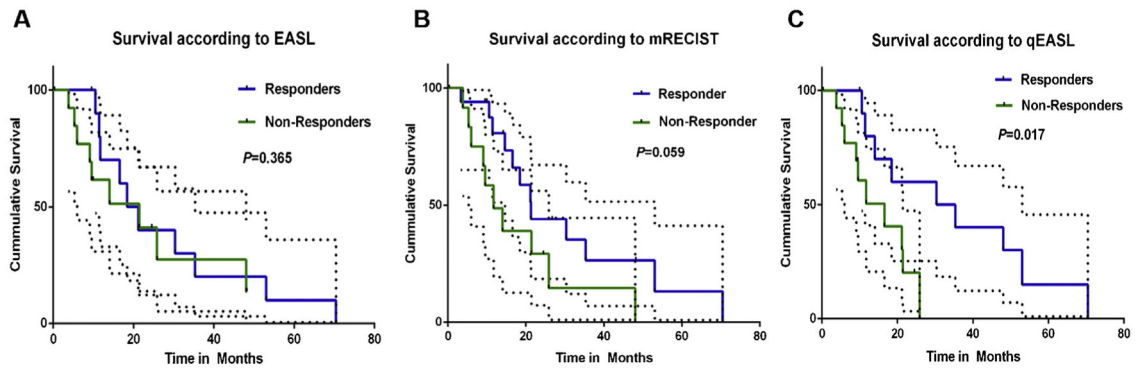 A
Survival according to EASL
Cummulative Survival
100
50
0
Responders
Non-Responders
P=0.365
0 20 40 60 80
Time in Months
B
Survival according to mRECIST
Cummulative Survival
100
50
0
Responder
Non-Responder
P=0.059
0 20 40 60 80
Time in Months
C
Survival according to qEASL
Cummulative Survival
100
50
0
Responders
Non-Responders
P=0.017
0 20 40 60 80
Time in Months